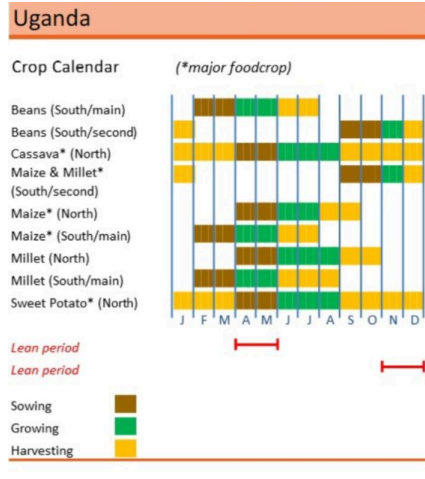 Uganda
Crop Calendar (*major foodcrop)
Beans (South/main)
Beans (South/second)
Cassava* (North)
Maize & Millet*
(South/second)
Maize* (North)
Maize* (South/main)
Millet (North)
Millet (South/main)
Sweet Potato* (North)
J F M A M J J A S O N D
Lean period
Lean period
Sowing
Growing
Harvesting